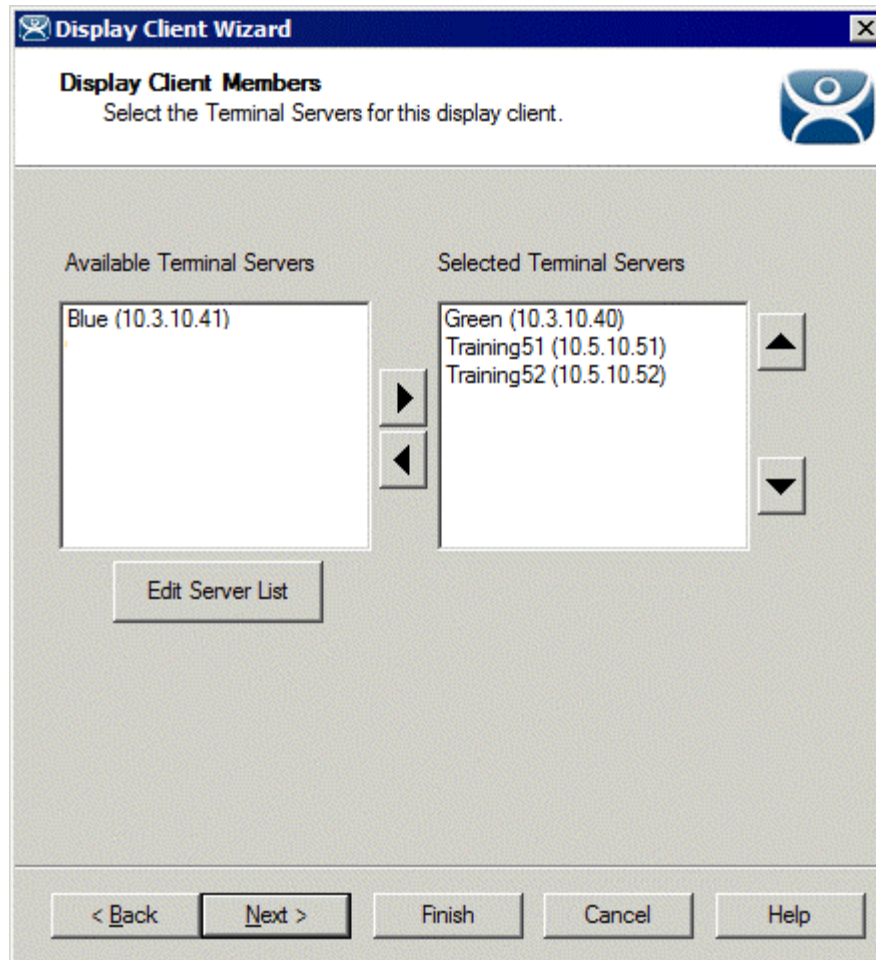 Display Client Wizard
Display Client Members
Select the Terminal Servers for this display client.
Available Terminal Servers
Selected Terminal Servers
Blue (10.3.10.41)
Green (10.3.10.40)
Training51 (10.5.10.51)
Training52 (10.5.10.52)
Edit Server List
< Back
Next >
Finish
Cancel
Help